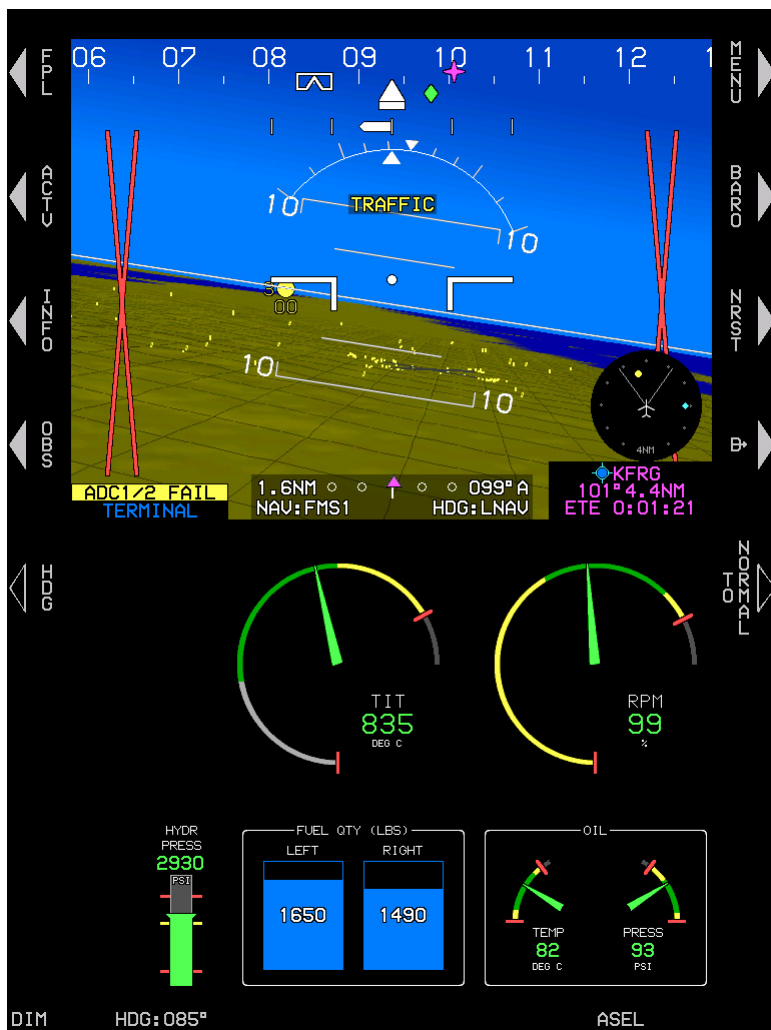 FPL
06 07 08 09 10 11 12 1
MENU
ACTV
BARO
10 TRAFFIC 10
INFO
00
NRST
10 10
OBS
4NM
D
ADC1/2 FAIL
TERMINAL
1.6NM 099° A
NAV:FMS1 HDG:LNAV
KFRG
101° 4.4NM
ETE 0:01:21
HDG
TO NORMAL
TIT
835
DEG C
RPM
99
%
HYDR
PRESS
2930
PSI
FUEL QTY (LBS)
LEFT RIGHT
1650 1490
OIL
TEMP PRESS
82 93
DEG C PSI
DIM HDG:085° ASEL